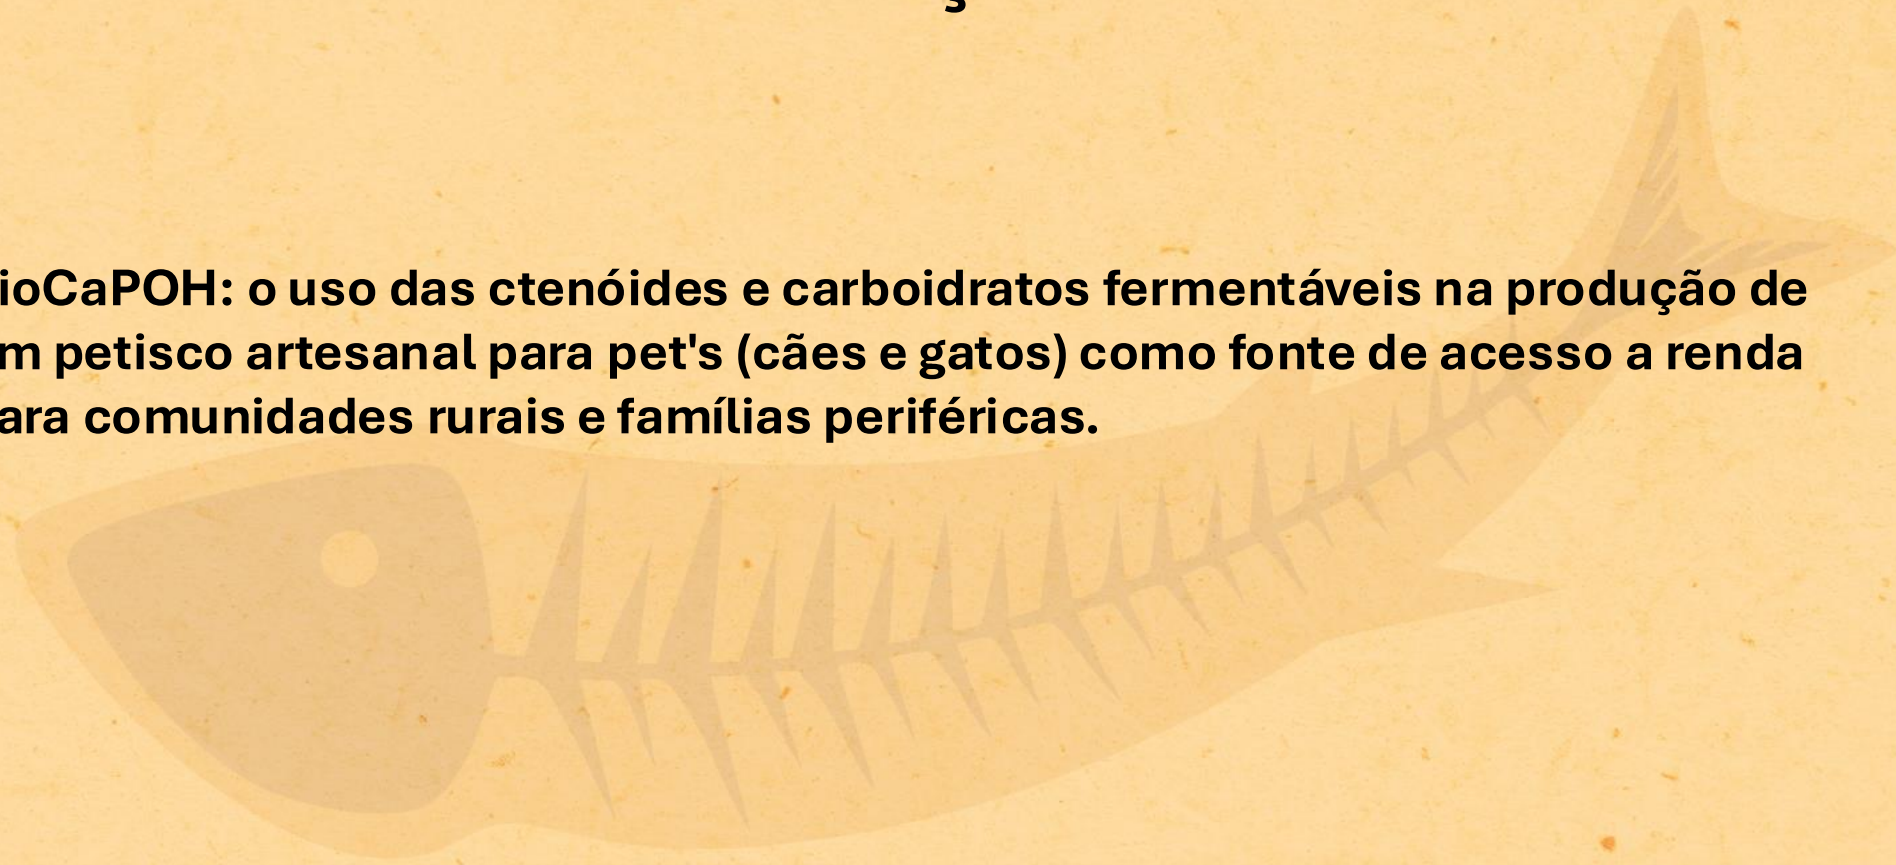 ioCaPOH: o uso das ctenóides e carboidratos fermentáveis na produção de
m petisco artesanal para pet's (cães e gatos) como fonte de acesso a renda
ara comunidades rurais e famílias periféricas.